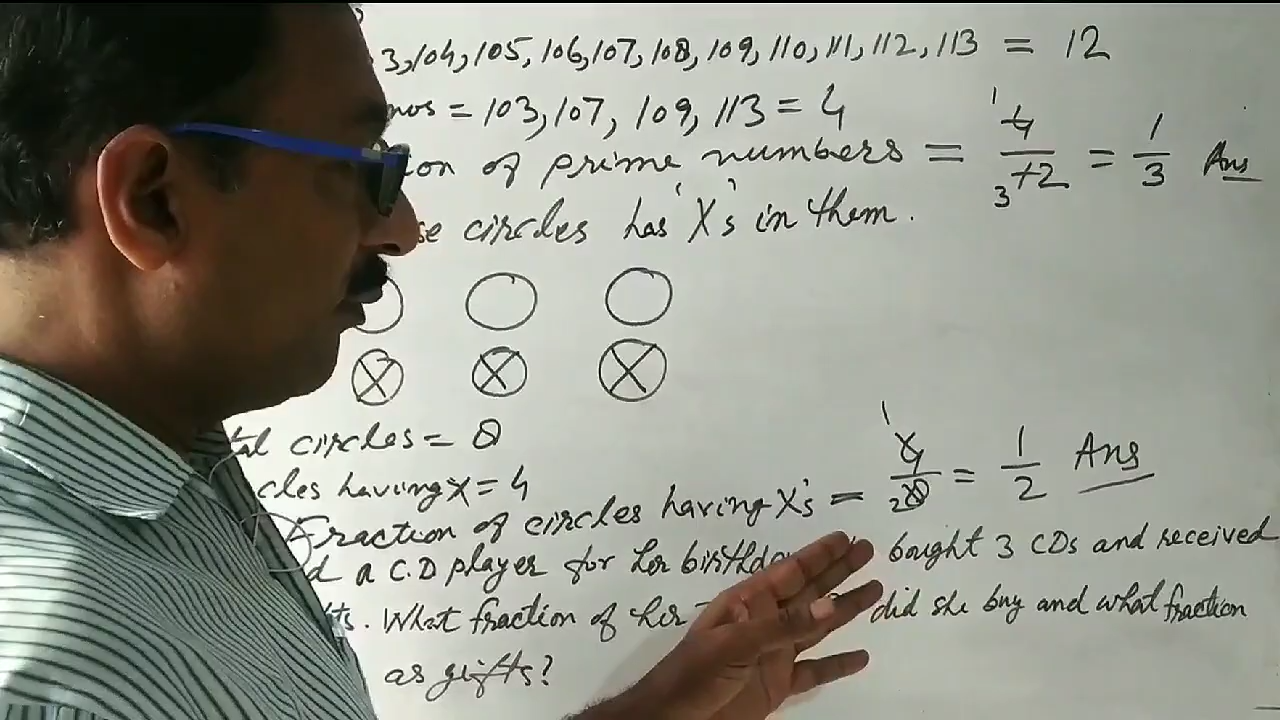 3, 104, 105, 106, 107, 108, 109, 110, 111, 112, 113 = 12
nos = 103, 107, 109, 113 = 4
on of prime numbers = 4/12 = 1/3 Ans
se circles has 'X's' in them.
tal circles = 8
cles having X = 4
Fraction of circles having X's = 4/8 = 1/2 Ans
d a C.D player for her birthda bought 3 CDs and received
ts. What fraction of her did she buy and what fraction
as gifts?